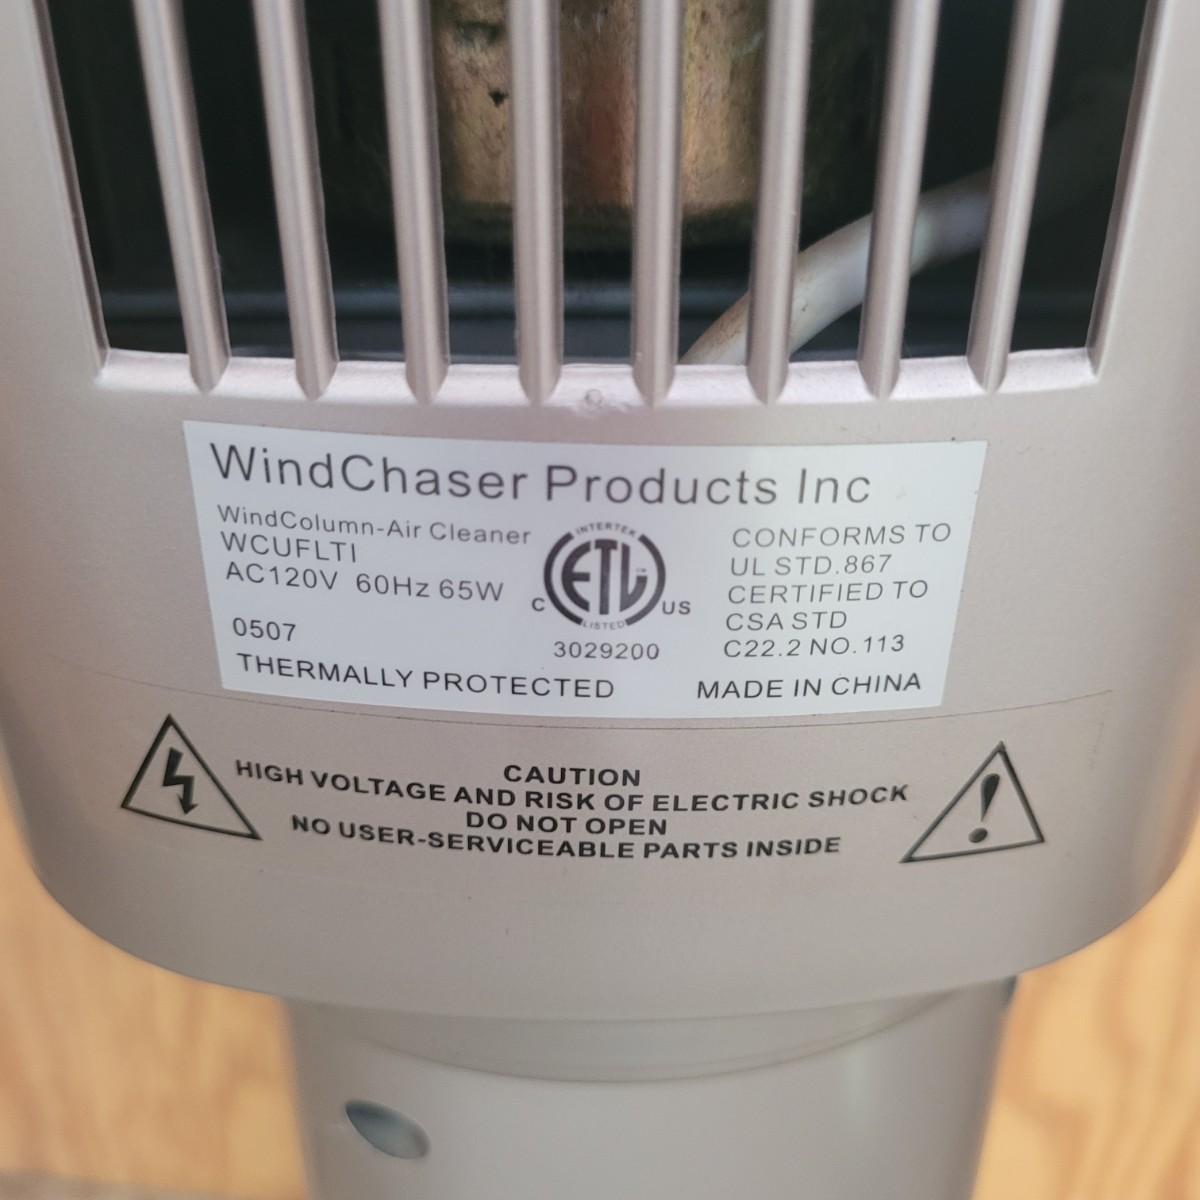 WindChaser Products Inc
WindColumn-Air Cleaner
WCUFLTI
AC120V 60Hz 65W
0507
THERMALLY PROTECTED
INTERTEK
ETL
C US
LISTED
3029200
CONFORMS TO
UL STD.867
CERTIFIED TO
CSA STD
C22.2 NO.113
MADE IN CHINA
CAUTION
HIGH VOLTAGE AND RISK OF ELECTRIC SHOCK
DO NOT OPEN
NO USER-SERVICEABLE PARTS INSIDE